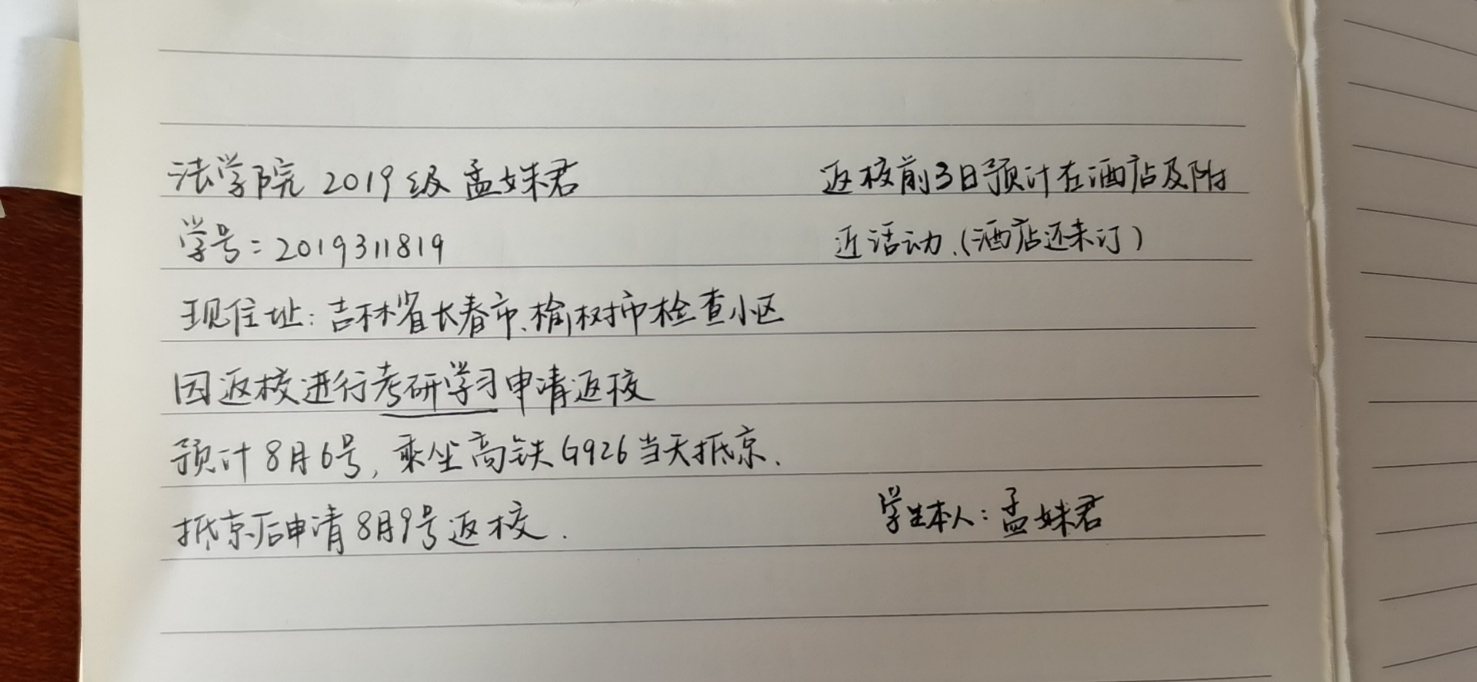 法学院 2019级 孟姝君
学号：2019311819
现住址：吉林省长春市、榆树市检查小区
因返校进行考研学习申请返校
预计8月6号，乘坐高铁G926当天抵京.
抵京后申请8月9号返校.
返校前3日预计在酒店及附
近活动.(酒店还未订)
学生本人：孟姝君